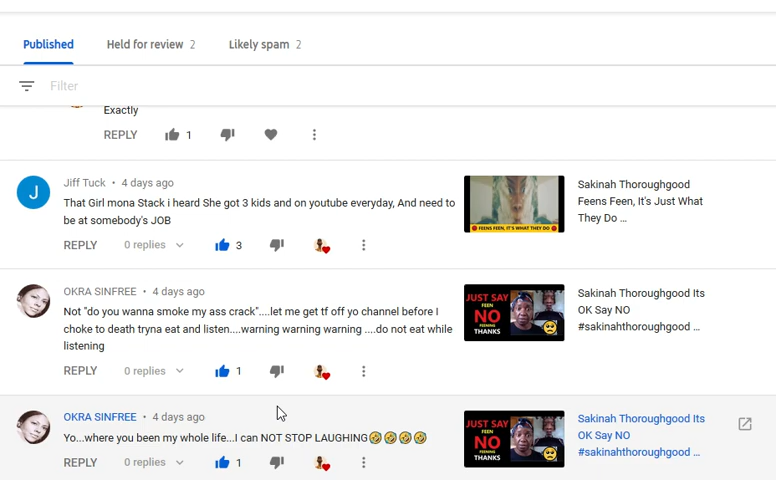 Published Held for review 2 Likely spam 2
Filter
Exactly
REPLY 1
J
Jiff Tuck • 4 days ago
That Girl mona Stack i heard She got 3 kids and on youtube everyday, And need to
be at somebody's JOB
REPLY 0 replies 3
FEENS FEEN, IT'S WHAT THEY DO
Sakinah Thoroughgood
Feens Feen, It's Just What
They Do ...
OKRA SINFREE • 4 days ago
Not "do you wanna smoke my ass crack"....let me get tf off yo channel before I
choke to death tryna eat and listen....warning warning warning ....do not eat while
listening
REPLY 0 replies 1
JUST SAY
FEEN
NO
FEENING
THANKS
Sakinah Thoroughgood Its
OK Say NO
#sakinahthoroughgood ...
OKRA SINFREE • 4 days ago
Yo...where you been my whole life...I can NOT STOP LAUGHING🤣🤣🤣🤣
REPLY 0 replies 1
JUST SAY
FEEN
NO
FEENING
THANKS
Sakinah Thoroughgood Its
OK Say NO
#sakinahthoroughgood ...